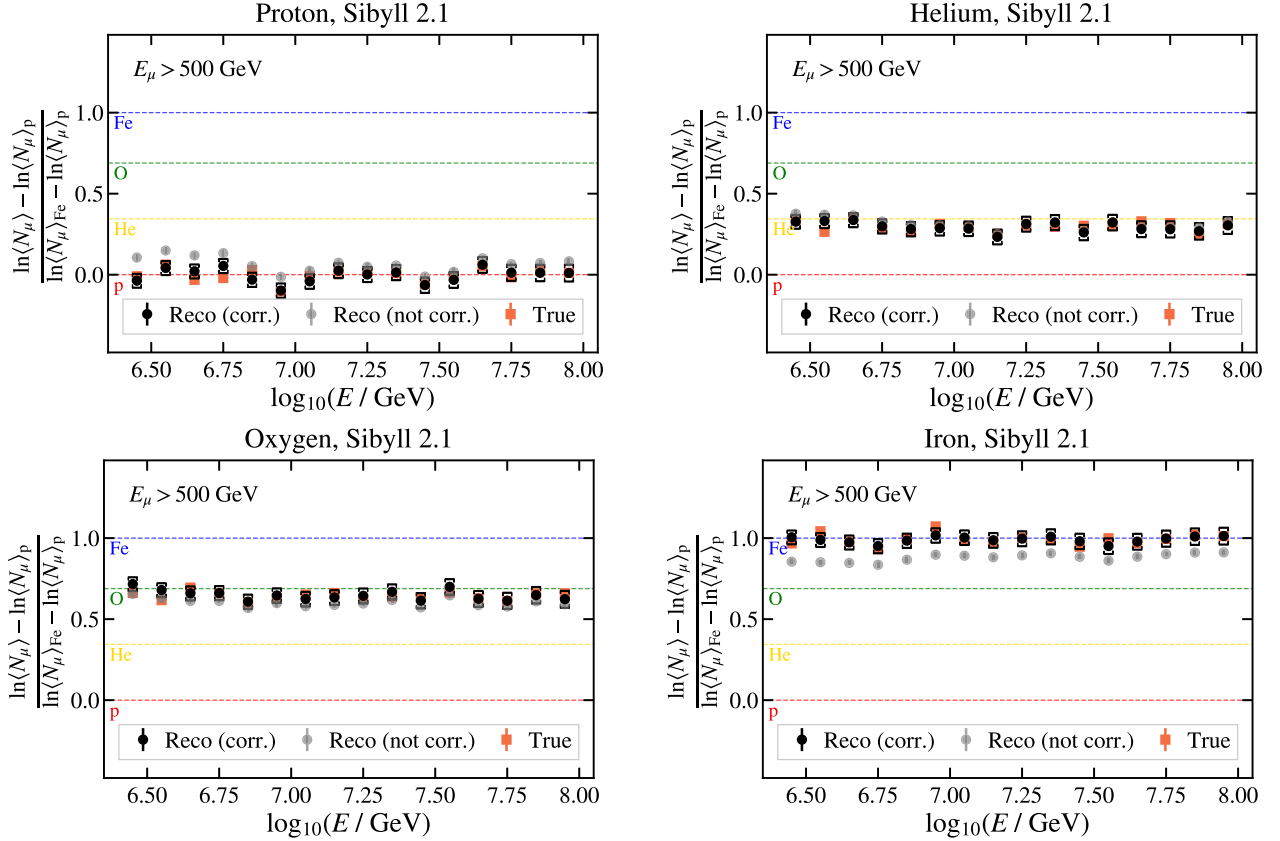 Proton, Sibyll 2.1
E_μ > 500 GeV
1.0
0.5
0.0
Fe
O
He
p
ln⟨N_μ⟩ − ln⟨N_μ⟩_p
ln⟨N_μ⟩_Fe − ln⟨N_μ⟩_p
Reco (corr.) Reco (not corr.) True
6.50 6.75 7.00 7.25 7.50 7.75 8.00
log₁₀(E / GeV)
Helium, Sibyll 2.1
E_μ > 500 GeV
1.0
0.5
0.0
Fe
O
He
p
ln⟨N_μ⟩ − ln⟨N_μ⟩_p
ln⟨N_μ⟩_Fe − ln⟨N_μ⟩_p
Reco (corr.) Reco (not corr.) True
6.50 6.75 7.00 7.25 7.50 7.75 8.00
log₁₀(E / GeV)
Oxygen, Sibyll 2.1
E_μ > 500 GeV
1.0
0.5
0.0
Fe
O
He
p
ln⟨N_μ⟩ − ln⟨N_μ⟩_p
ln⟨N_μ⟩_Fe − ln⟨N_μ⟩_p
Reco (corr.) Reco (not corr.) True
6.50 6.75 7.00 7.25 7.50 7.75 8.00
log₁₀(E / GeV)
Iron, Sibyll 2.1
E_μ > 500 GeV
1.0
0.5
0.0
Fe
O
He
p
ln⟨N_μ⟩ − ln⟨N_μ⟩_p
ln⟨N_μ⟩_Fe − ln⟨N_μ⟩_p
Reco (corr.) Reco (not corr.) True
6.50 6.75 7.00 7.25 7.50 7.75 8.00
log₁₀(E / GeV)